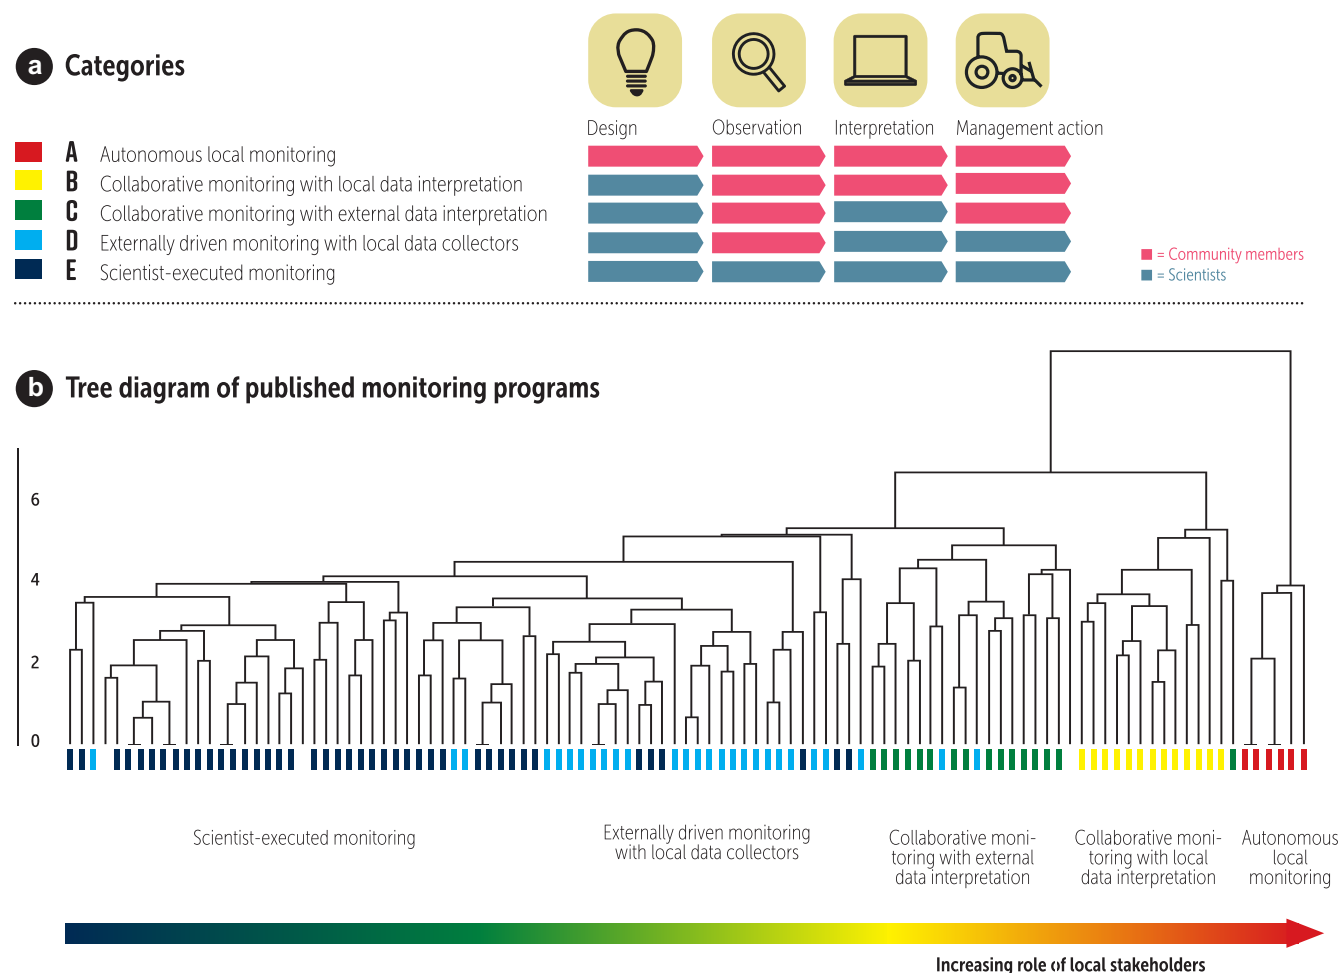 a Categories
Design
Observation
Interpretation
Management action
A Autonomous local monitoring
B Collaborative monitoring with local data interpretation
C Collaborative monitoring with external data interpretation
D Externally driven monitoring with local data collectors
E Scientist-executed monitoring
= Community members
= Scientists
b Tree diagram of published monitoring programs
6
4
2
0
Scientist-executed monitoring
Externally driven monitoring
with local data collectors
Collaborative moni-
toring with external
data interpretation
Collaborative moni-
toring with local
data interpretation
Autonomous
local
monitoring
Increasing role of local stakeholders